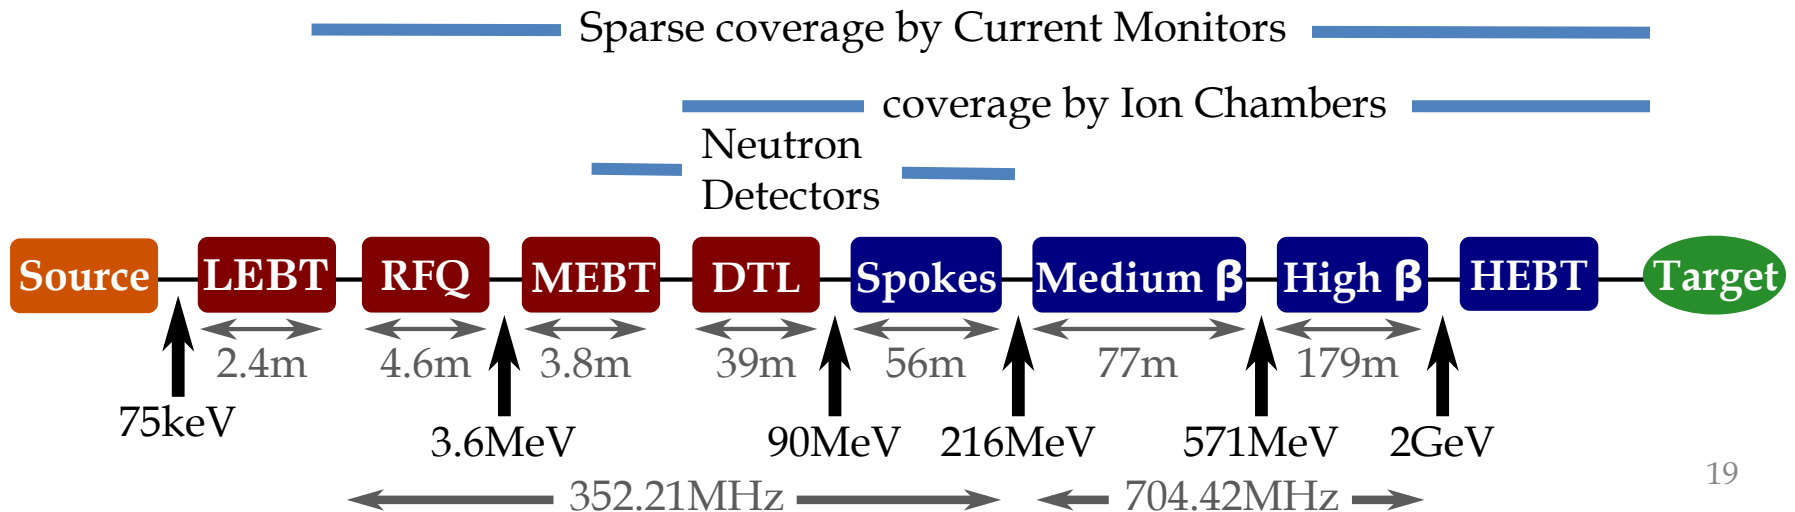 Sparse coverage by Current Monitors
coverage by Ion Chambers
Neutron
Detectors
Source LEBT RFQ MEBT DTL Spokes Medium β High β HEBT Target
2.4m 4.6m 3.8m 39m 56m 77m 179m
75keV 3.6MeV 90MeV 216MeV 571MeV 2GeV
352.21MHz 704.42MHz
19